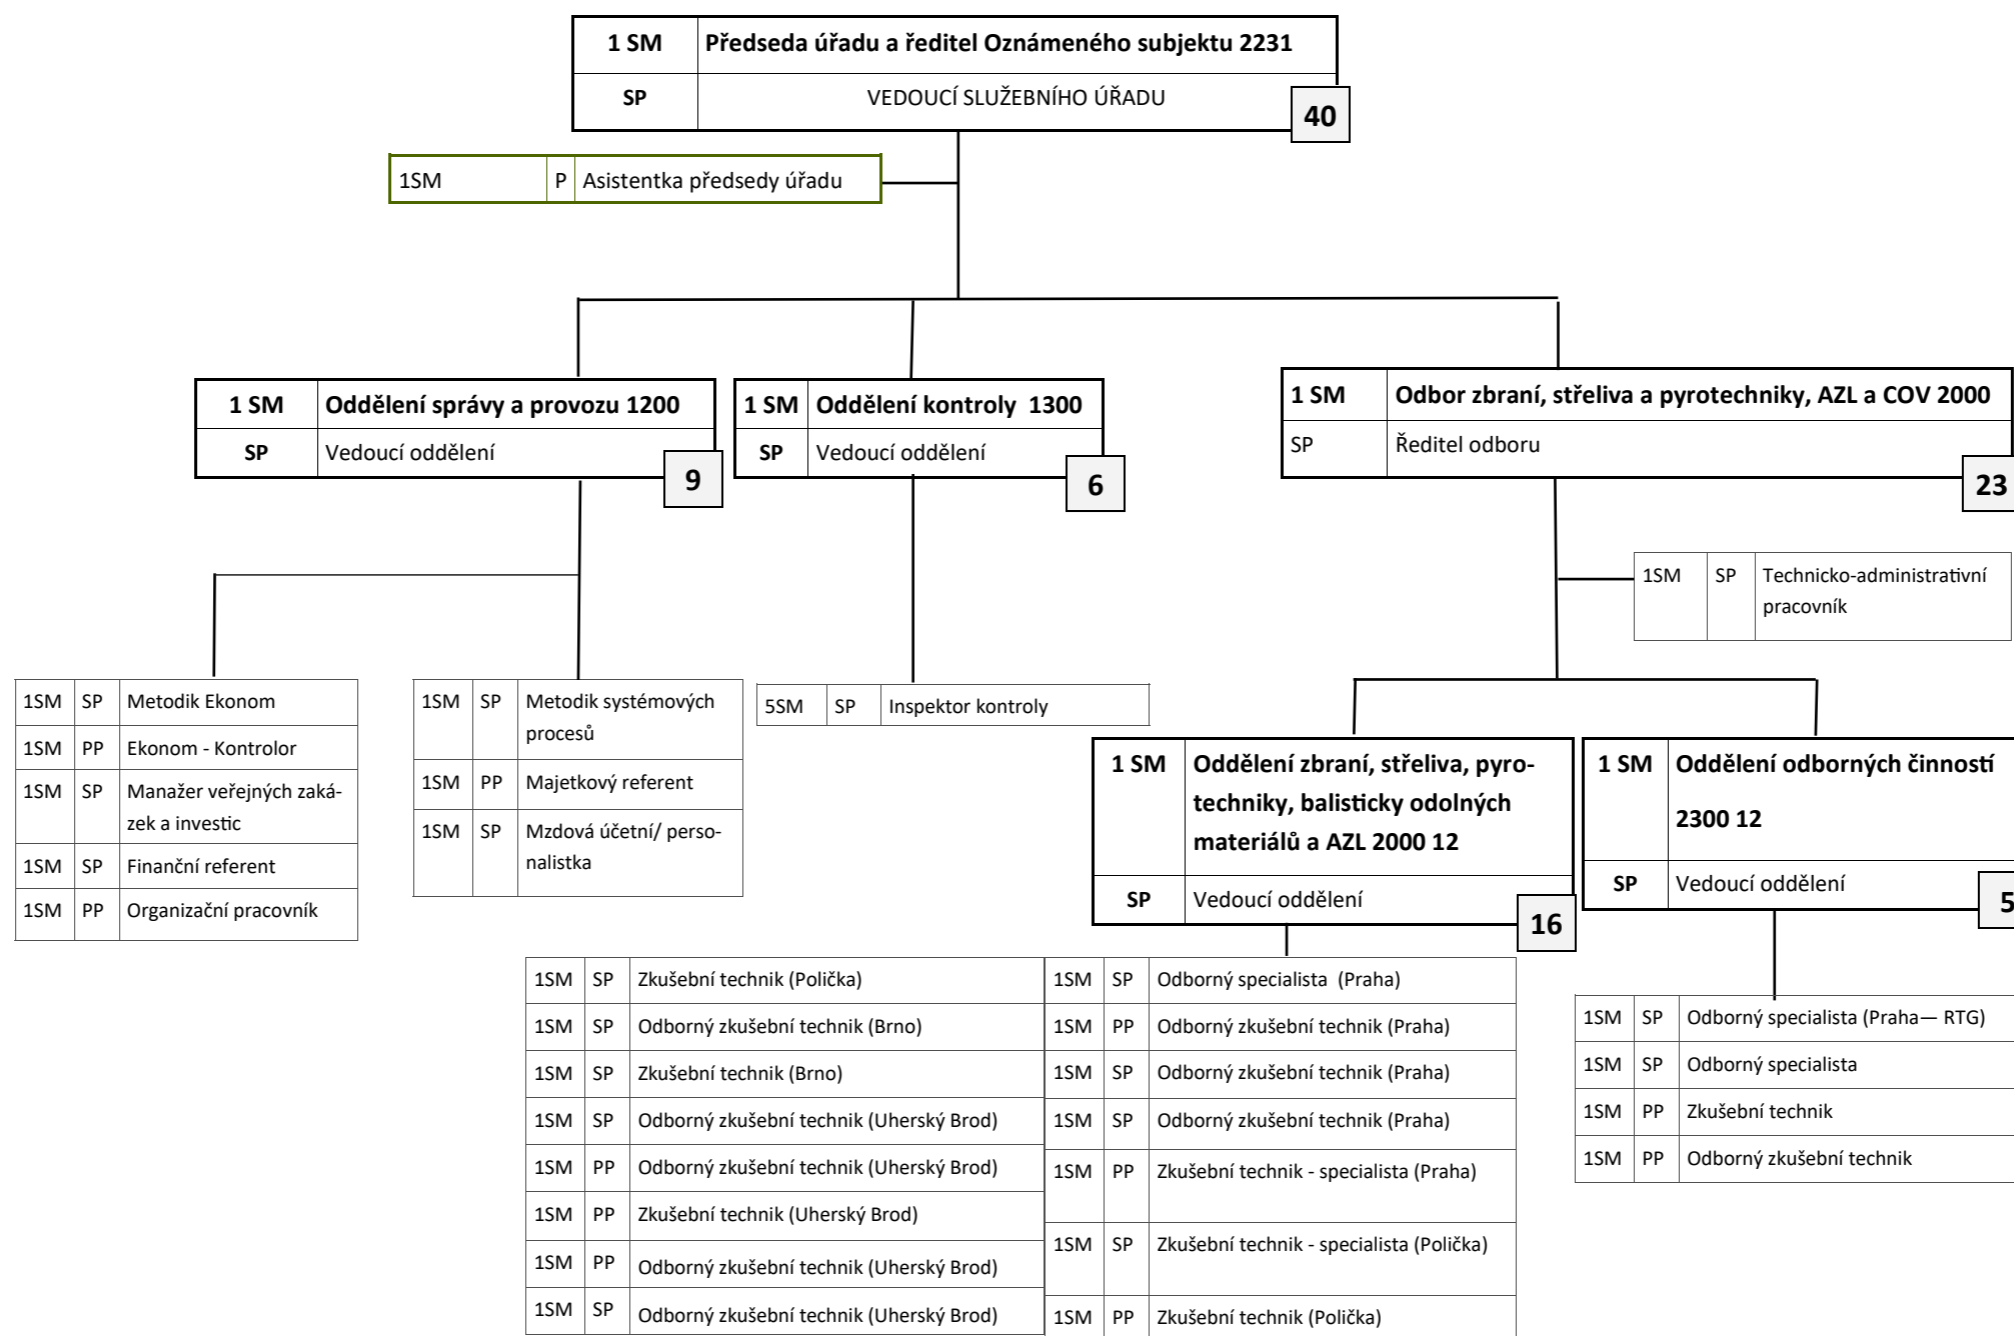 1 SM Předseda úřadu a ředitel Oznámeného subjektu 2231
SP VEDOUCÍ SLUŽEBNÍHO ÚŘADU
40
1SM P Asistentka předsedy úřadu
1 SM Oddělení správy a provozu 1200
SP Vedoucí oddělení
9
1 SM Oddělení kontroly 1300
SP Vedoucí oddělení
6
1 SM Odbor zbraní, střeliva a pyrotechniky, AZL a COV 2000
SP Ředitel odboru
23
1SM SP Technicko-administrativní
pracovník
1SM SP Metodik Ekonom
1SM PP Ekonom - Kontrolor
1SM SP Manažer veřejných zaká-
zek a investic
1SM SP Finanční referent
1SM PP Organizační pracovník
1SM SP Metodik systémových
procesů
1SM PP Majetkový referent
1SM SP Mzdová účetní/ perso-
nalistka
5SM SP Inspektor kontroly
1 SM Oddělení zbraní, střeliva, pyro-
techniky, balisticky odolných
materiálů a AZL 2000 12
SP Vedoucí oddělení
16
1 SM Oddělení odborných činností
2300 12
SP Vedoucí oddělení
5
1SM SP Zkušební technik (Polička)
1SM SP Odborný zkušební technik (Brno)
1SM SP Zkušební technik (Brno)
1SM SP Odborný zkušební technik (Uherský Brod)
1SM PP Odborný zkušební technik (Uherský Brod)
1SM PP Zkušební technik (Uherský Brod)
1SM PP Odborný zkušební technik (Uherský Brod)
1SM SP Odborný zkušební technik (Uherský Brod)
1SM SP Odborný specialista (Praha)
1SM PP Odborný zkušební technik (Praha)
1SM SP Odborný zkušební technik (Praha)
1SM SP Odborný zkušební technik (Praha)
1SM PP Zkušební technik - specialista (Praha)
1SM SP Zkušební technik - specialista (Polička)
1SM PP Zkušební technik (Polička)
1SM SP Odborný specialista (Praha— RTG)
1SM SP Odborný specialista
1SM PP Zkušební technik
1SM PP Odborný zkušební technik